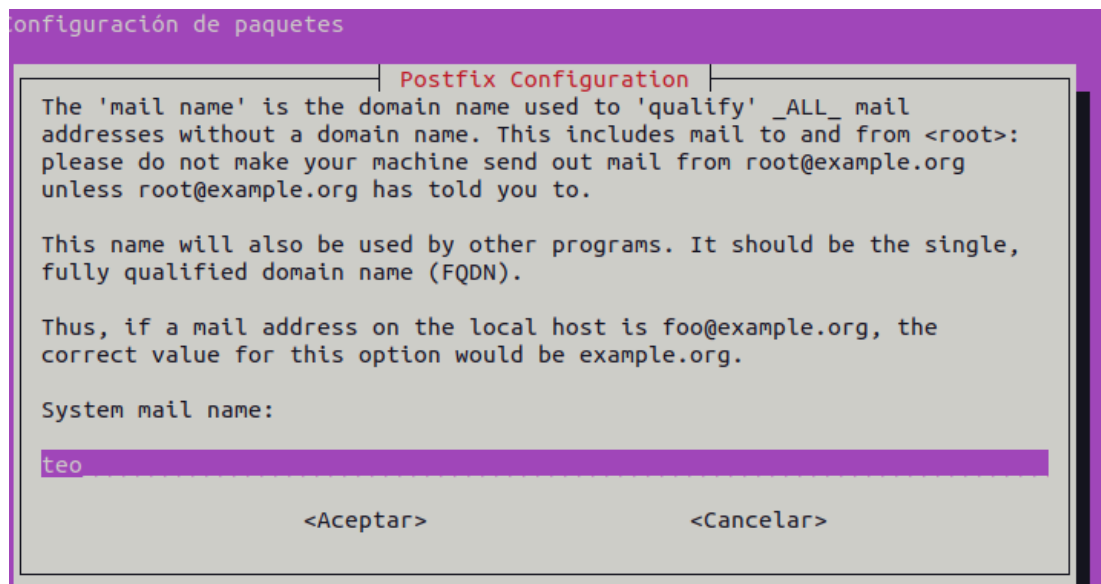 Configuración de paquetes
Postfix Configuration
The 'mail name' is the domain name used to 'qualify' _ALL_ mail
addresses without a domain name. This includes mail to and from <root>:
please do not make your machine send out mail from root@example.org
unless root@example.org has told you to.
This name will also be used by other programs. It should be the single,
fully qualified domain name (FQDN).
Thus, if a mail address on the local host is foo@example.org, the
correct value for this option would be example.org.
System mail name:
teo
<Aceptar> <Cancelar>